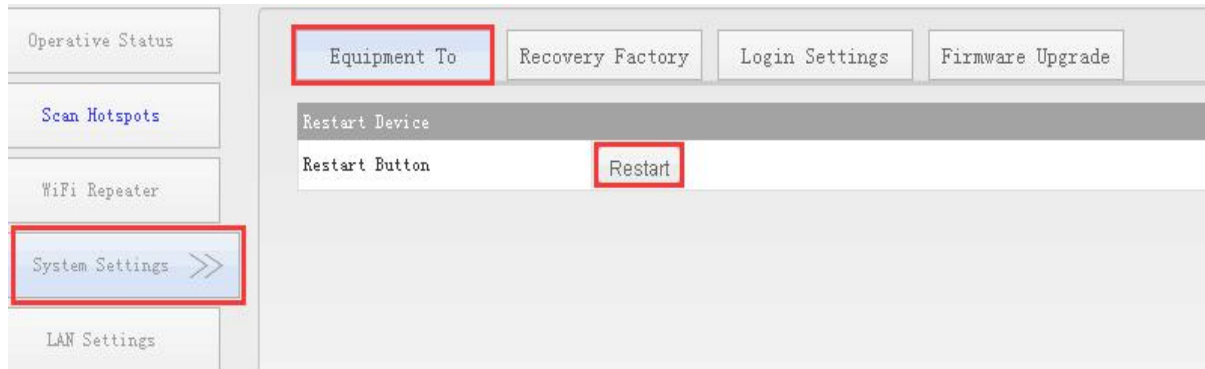 Operative Status
Scan Hotspots
WiFi Repeater
System Settings >>
LAN Settings
Equipment To Recovery Factory Login Settings Firmware Upgrade
Restart Device
Restart Button Restart